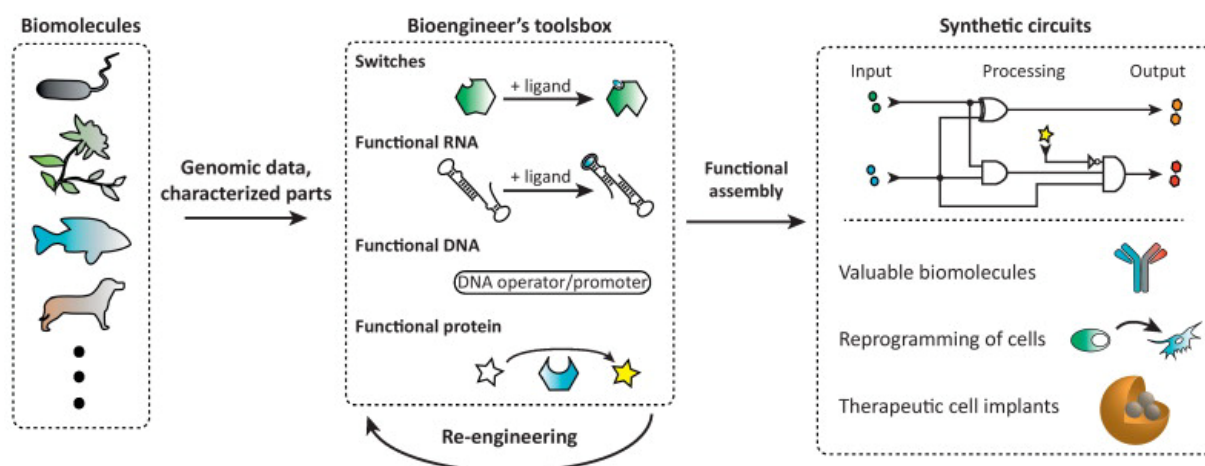 Biomolecules
Genomic data,
characterized parts
Bioengineer's toolsbox
Switches
+ ligand
Functional RNA
+ ligand
Functional DNA
DNA operator/promoter
Functional protein
Re-engineering
Functional
assembly
Synthetic circuits
Input
Processing
Output
Valuable biomolecules
Reprogramming of cells
Therapeutic cell implants